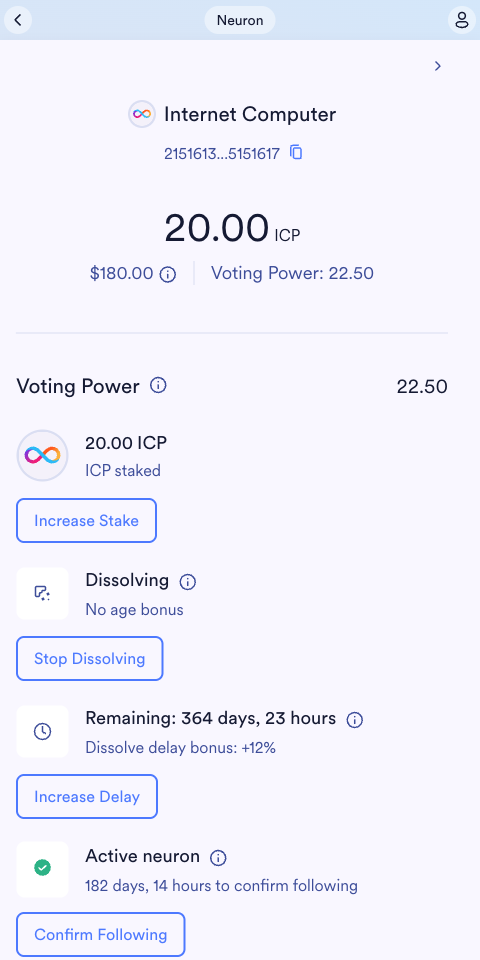 Neuron
Internet Computer
2151613...5151617
20.00 ICP
$180.00 Voting Power: 22.50
Voting Power 22.50
20.00 ICP
ICP staked
Increase Stake
Dissolving
No age bonus
Stop Dissolving
Remaining: 364 days, 23 hours
Dissolve delay bonus: +12%
Increase Delay
Active neuron
182 days, 14 hours to confirm following
Confirm Following